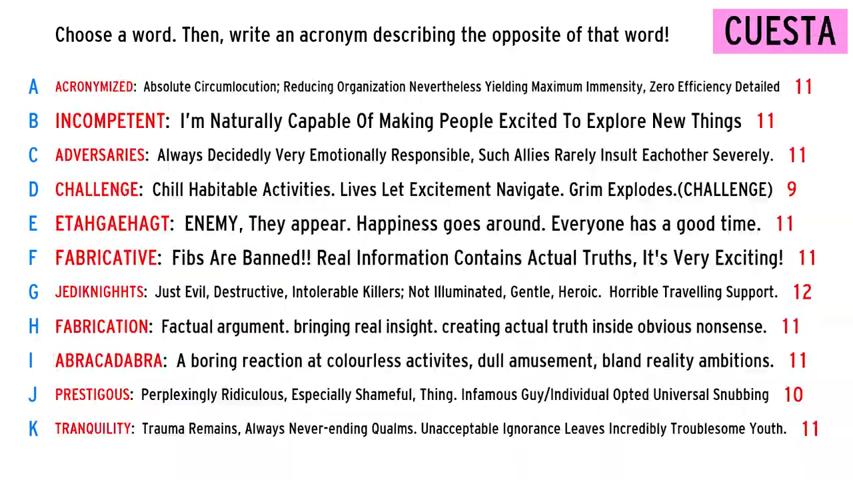 Choose a word. Then, write an acronym describing the opposite of that word!
CUESTA
A ACRONYMIZED: Absolute Circumlocution; Reducing Organization Nevertheless Yielding Maximum Immensity, Zero Efficiency Detailed 11
B INCOMPETENT: I'm Naturally Capable Of Making People Excited To Explore New Things 11
C ADVERSARIES: Always Decidedly Very Emotionally Responsible, Such Allies Rarely Insult Eachother Severely. 11
D CHALLENGE: Chill Habitable Activities. Lives Let Excitement Navigate. Grim Explodes.(CHALLENGE) 9
E ETAHGAEHAGT: ENEMY, They appear. Happiness goes around. Everyone has a good time. 11
F FABRICATIVE: Fibs Are Banned!! Real Information Contains Actual Truths, It's Very Exciting! 11
G JEDIKNIGHHTS: Just Evil, Destructive, Intolerable Killers; Not Illuminated, Gentle, Heroic. Horrible Travelling Support. 12
H FABRICATION: Factual argument. bringing real insight. creating actual truth inside obvious nonsense. 11
I ABRACADABRA: A boring reaction at colourless activites, dull amusement, bland reality ambitions. 11
J PRESTIGOUS: Perplexingly Ridiculous, Especially Shameful, Thing. Infamous Guy/Individual Opted Universal Snubbing 10
K TRANQUILITY: Trauma Remains, Always Never-ending Qualms. Unacceptable Ignorance Leaves Incredibly Troublesome Youth. 11